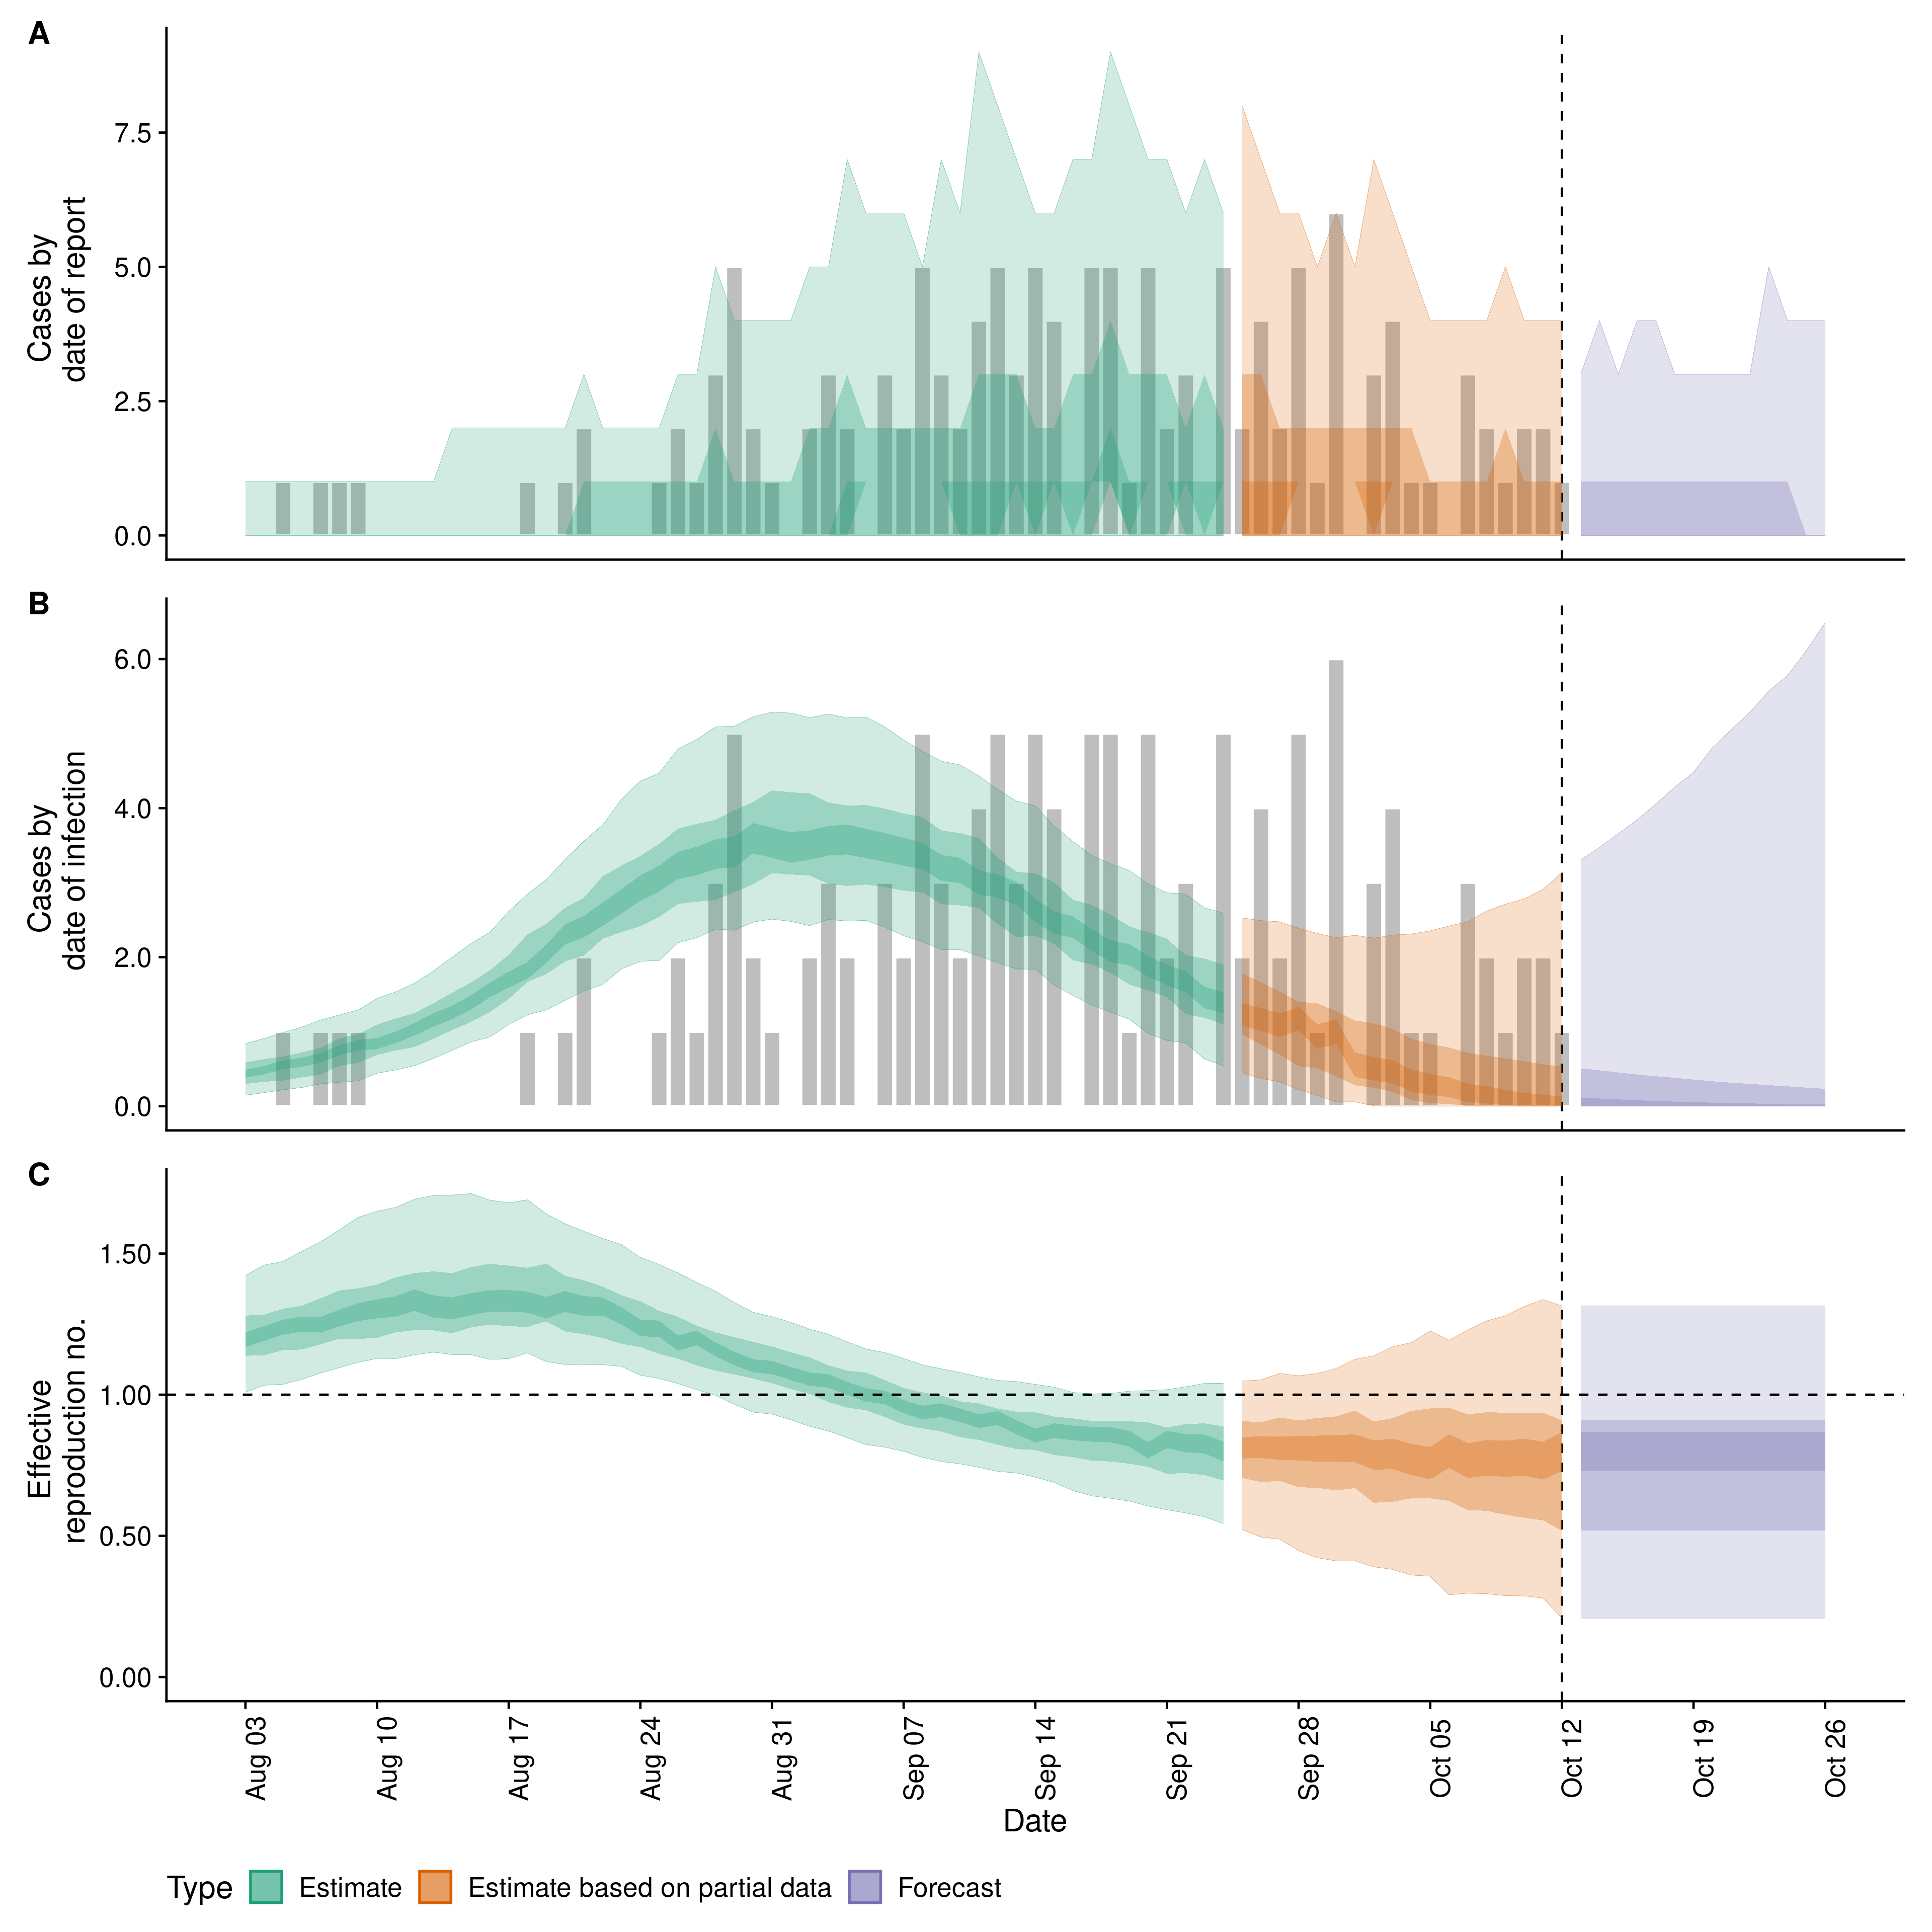 A
Cases by
date of report
7.5
5.0
2.5
0.0
B
Cases by
date of infection
6.0
4.0
2.0
0.0
C
Effective
reproduction no.
1.50
1.00
0.50
0.00
Aug 03
Aug 10
Aug 17
Aug 24
Aug 31
Sep 07
Sep 14
Sep 21
Sep 28
Oct 05
Oct 12
Oct 19
Oct 26
Date
Type Estimate Estimate based on partial data Forecast